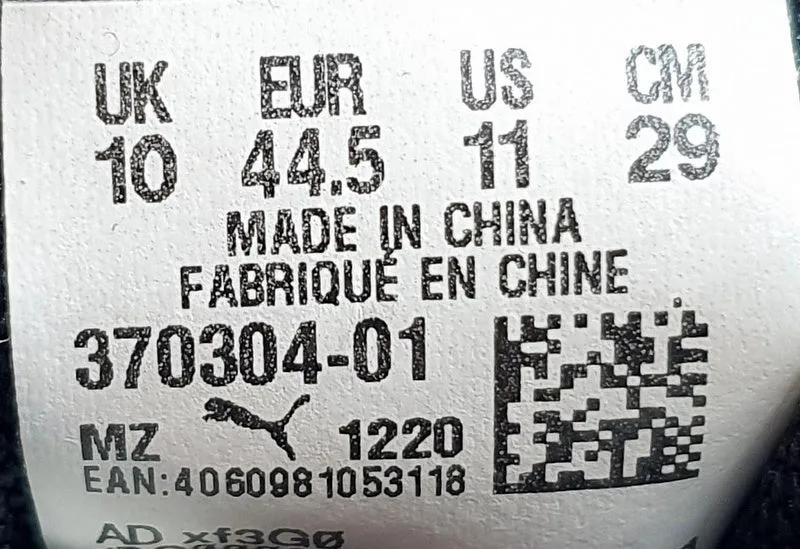 UK EUR US CM
10 44.5 11 29
MADE IN CHINA
FABRIQUÉ EN CHINE
370304-01
MZ 1220
EAN:4060981053118
AD xf3G0